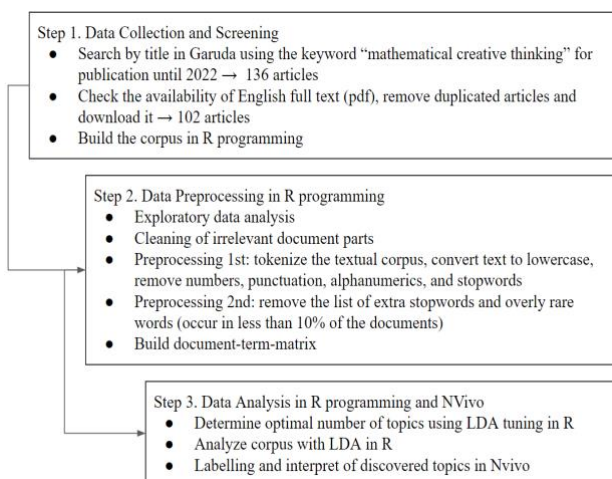 Step 1. Data Collection and Screening
● Search by title in Garuda using the keyword “mathematical creative thinking” for
publication until 2022 → 136 articles
● Check the availability of English full text (pdf), remove duplicated articles and
download it → 102 articles
● Build the corpus in R programming
Step 2. Data Preprocessing in R programming
● Exploratory data analysis
● Cleaning of irrelevant document parts
● Preprocessing 1st: tokenize the textual corpus, convert text to lowercase,
remove numbers, punctuation, alphanumerics, and stopwords
● Preprocessing 2nd: remove the list of extra stopwords and overly rare
words (occur in less than 10% of the documents)
● Build document-term-matrix
Step 3. Data Analysis in R programming and NVivo
● Determine optimal number of topics using LDA tuning in R
● Analyze corpus with LDA in R
● Labelling and interpret of discovered topics in Nvivo